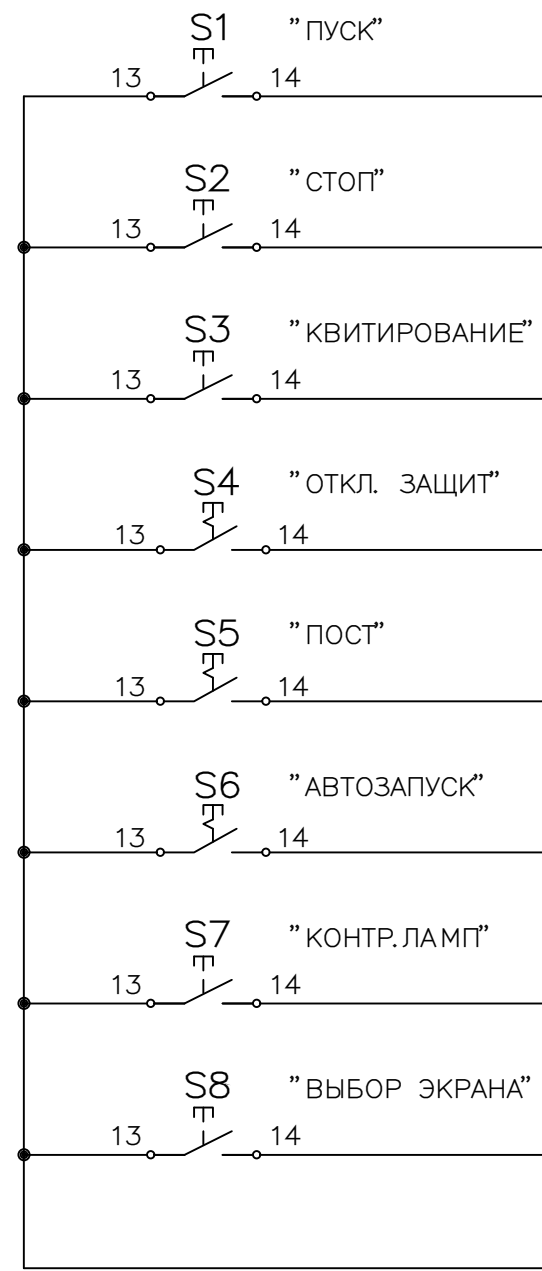 S1 "ПУСК"
13 14
S2 "СТОП"
13 14
S3 "КВИТИРОВАНИЕ"
13 14
S4 "ОТКЛ. ЗАЩИТ"
13 14
S5 "ПОСТ"
13 14
S6 "АВТОЗАПУСК"
13 14
S7 "КОНТР.ЛАМП"
13 14
S8 "ВЫБОР ЭКРАНА"
13 14